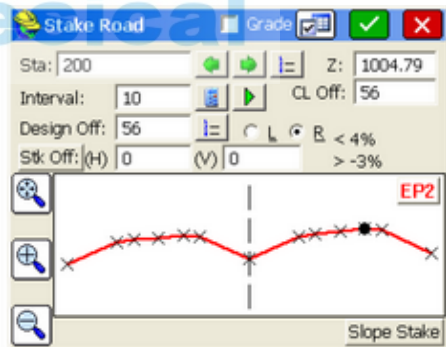 sical
Stake Road Grade
Sta: 200 Z: 1004.79
Interval: 10 CL Off: 56
Design Off: 56 L R < 4%
Stk Off: (H) 0 (V) 0 > -3%
EP2
Slope Stake